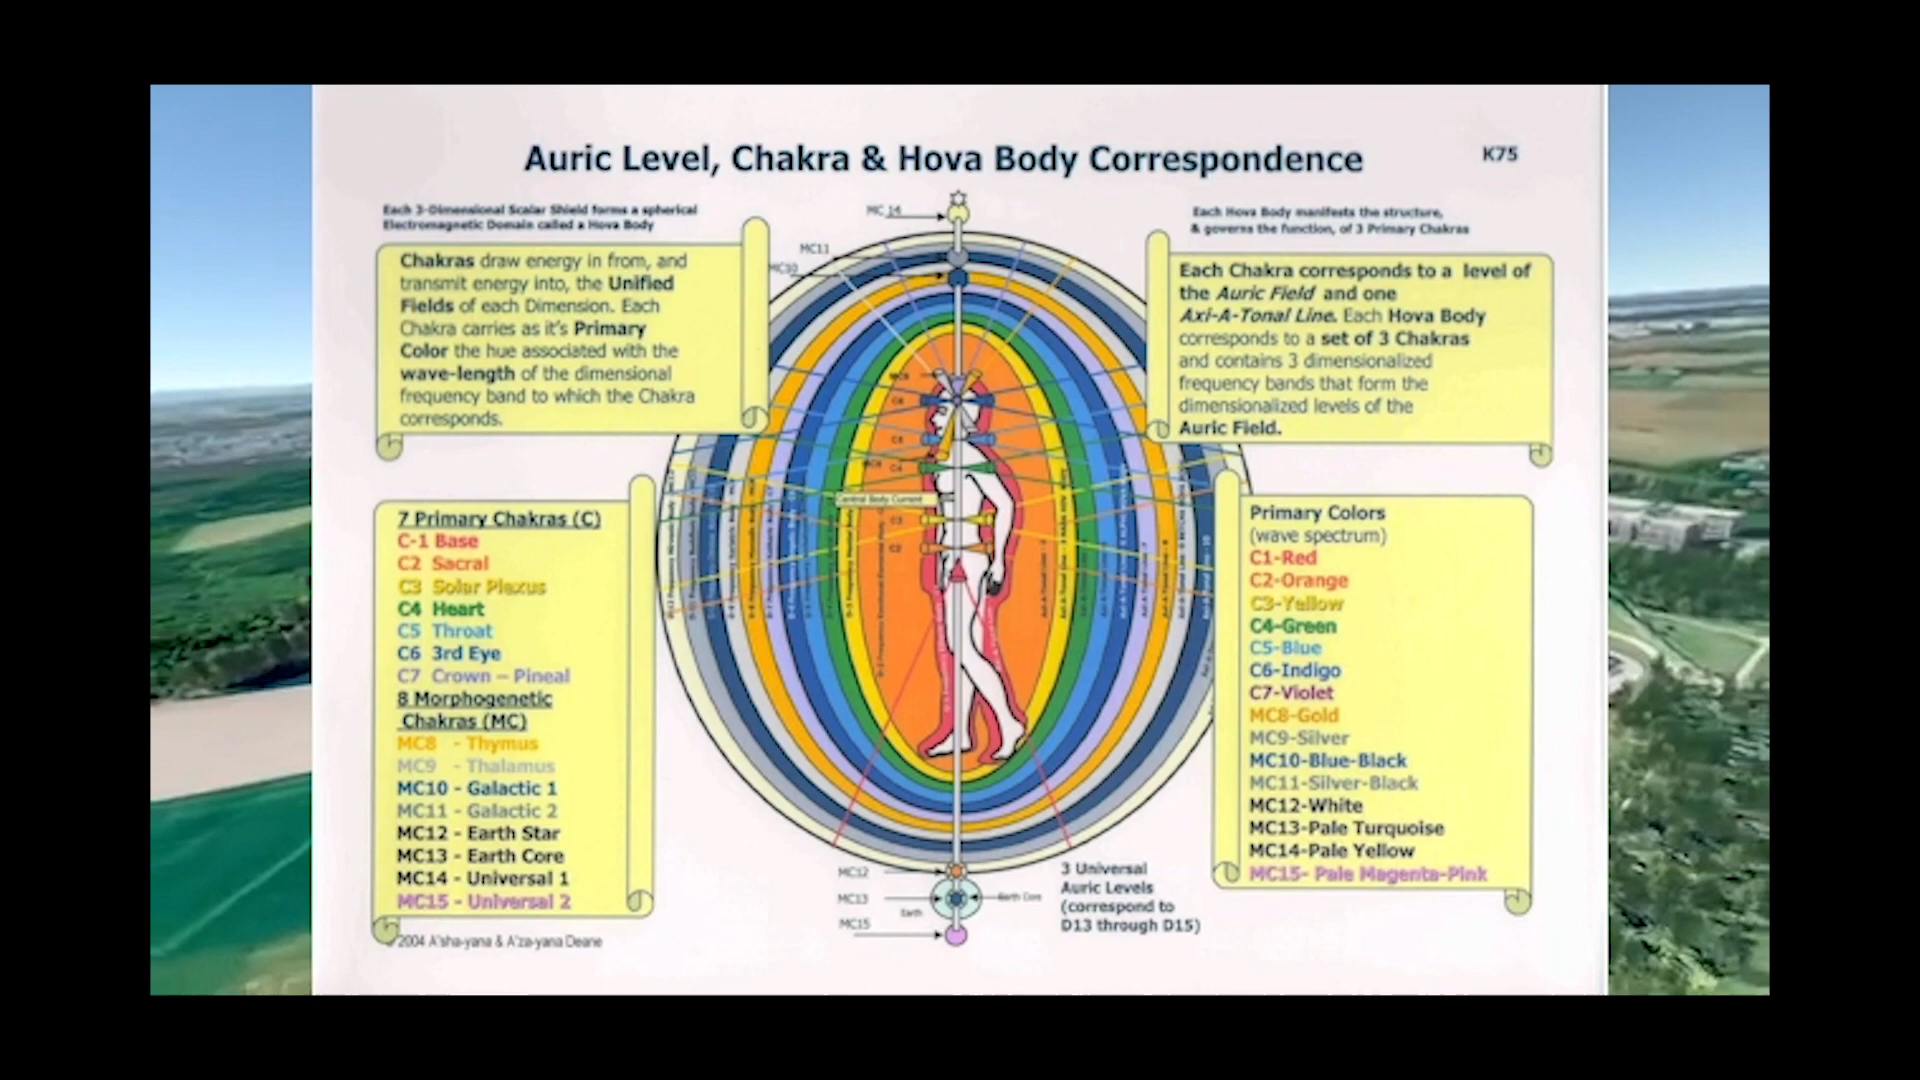 Auric Level, Chakra & Hova Body Correspondence
K75
Each 3-Dimensional Scalar Shield forms a spherical
Electromagnetic Domain called a Hova Body
Chakras draw energy in from, and
transmit energy into, the Unified
Fields of each Dimension. Each
Chakra carries as it's Primary
Color the hue associated with the
wave-length of the dimensional
frequency band to which the Chakra
corresponds.
MC 14
MC11
MC10
Each Hova Body manifests the structure,
& governs the function, of 3 Primary Chakras
Each Chakra corresponds to a level of
the Auric Field and one
Axi-A-Tonal Line. Each Hova Body
corresponds to a set of 3 Chakras
and contains 3 dimensionalized
frequency bands that form the
dimensionalized levels of the
Auric Field.
C4
Central Body Current
C3
C2
7 Primary Chakras (C)
C-1 Base
C2 Sacral
C3 Solar Plexus
C4 Heart
C5 Throat
C6 3rd Eye
C7 Crown – Pineal
8 Morphogenetic
Chakras (MC)
MC8 - Thymus
MC9 - Thalamus
MC10 - Galactic 1
MC11 - Galactic 2
MC12 - Earth Star
MC13 - Earth Core
MC14 - Universal 1
MC15 - Universal 2
Primary Colors
(wave spectrum)
C1-Red
C2-Orange
C3-Yellow
C4-Green
C5-Blue
C6-Indigo
C7-Violet
MC8-Gold
MC9-Silver
MC10-Blue-Black
MC11-Silver-Black
MC12-White
MC13-Pale Turquoise
MC14-Pale Yellow
MC15- Pale Magenta-Pink
MC12
MC13
Earth
MC15
Earth Core
3 Universal
Auric Levels
(correspond to
D13 through D15)
2004 A'sha-yana & A'za-yana Deane